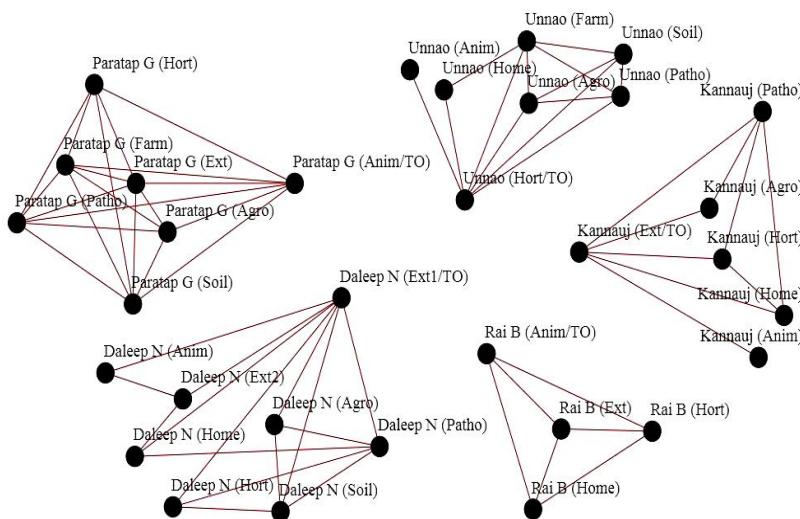 Paratap G (Hort)
Paratap G (Farm)
Paratap G (Ext)
Paratap G (Anim/TO)
Paratap G (Patho)
Paratap G (Agro)
Paratap G (Soil)
Unnao (Farm)
Unnao (Soil)
Unnao (Anim)
Unnao (Home)
Unnao (Agro)
Unnao (Patho)
Unnao (Hort/TO)
Kannauj (Patho)
Kannauj (Agro)
Kannauj (Ext/TO)
Kannauj (Hort)
Kannauj (Home)
Kannauj (Anim)
Daleep N (Ext1/TO)
Daleep N (Anim)
Daleep N (Ext2)
Daleep N (Agro)
Daleep N (Patho)
Daleep N (Home)
Daleep N (Hort)
Daleep N (Soil)
Rai B (Anim/TO)
Rai B (Ext)
Rai B (Hort)
Rai B (Home)